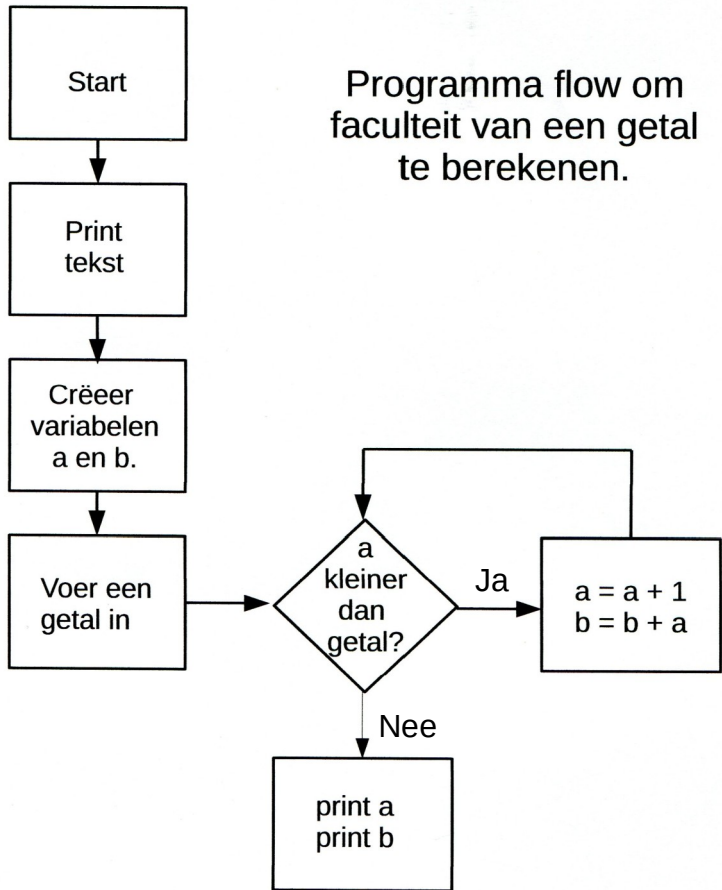 Start
Programma flow om
faculteit van een getal
te berekenen.
Print
tekst
Crëeer
variabelen
a en b.
Voer een
getal in
a
kleiner
dan
getal?
Ja
a = a + 1
b = b + a
Nee
print a
print b